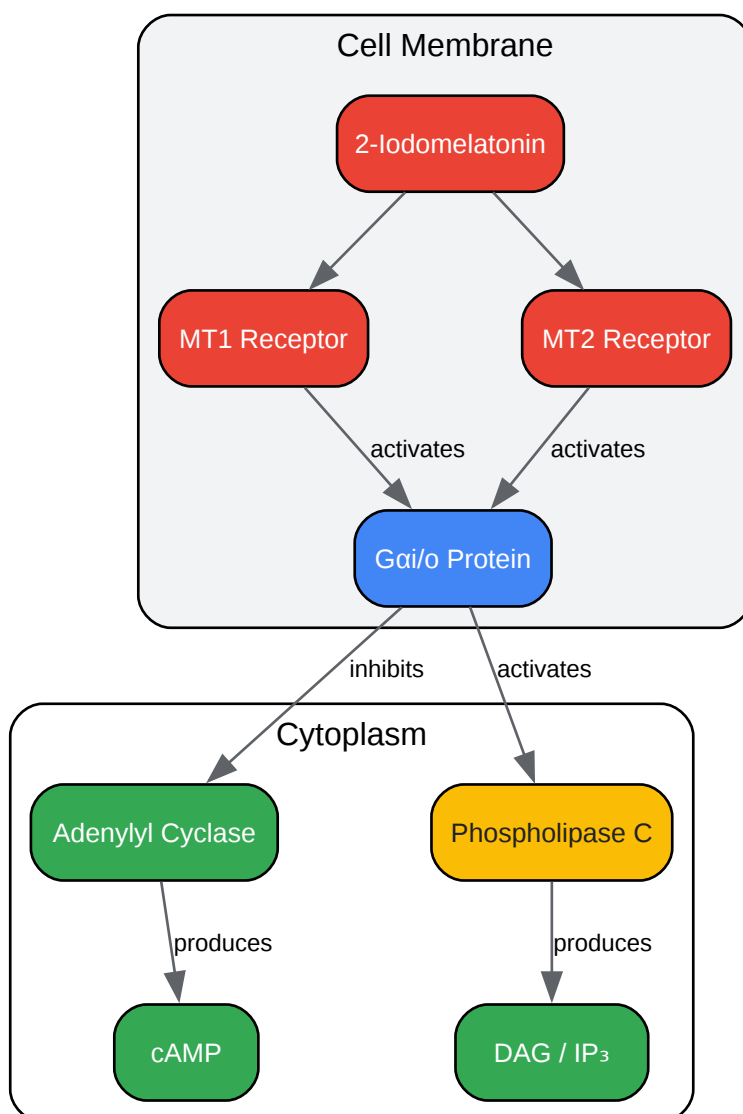 Cell Membrane
2-Iodomelatonin
MT1 Receptor
MT2 Receptor
activates
activates
Gαi/o Protein
inhibits
activates
Cytoplasm
Adenylyl Cyclase
Phospholipase C
produces
produces
cAMP
DAG / IP₃